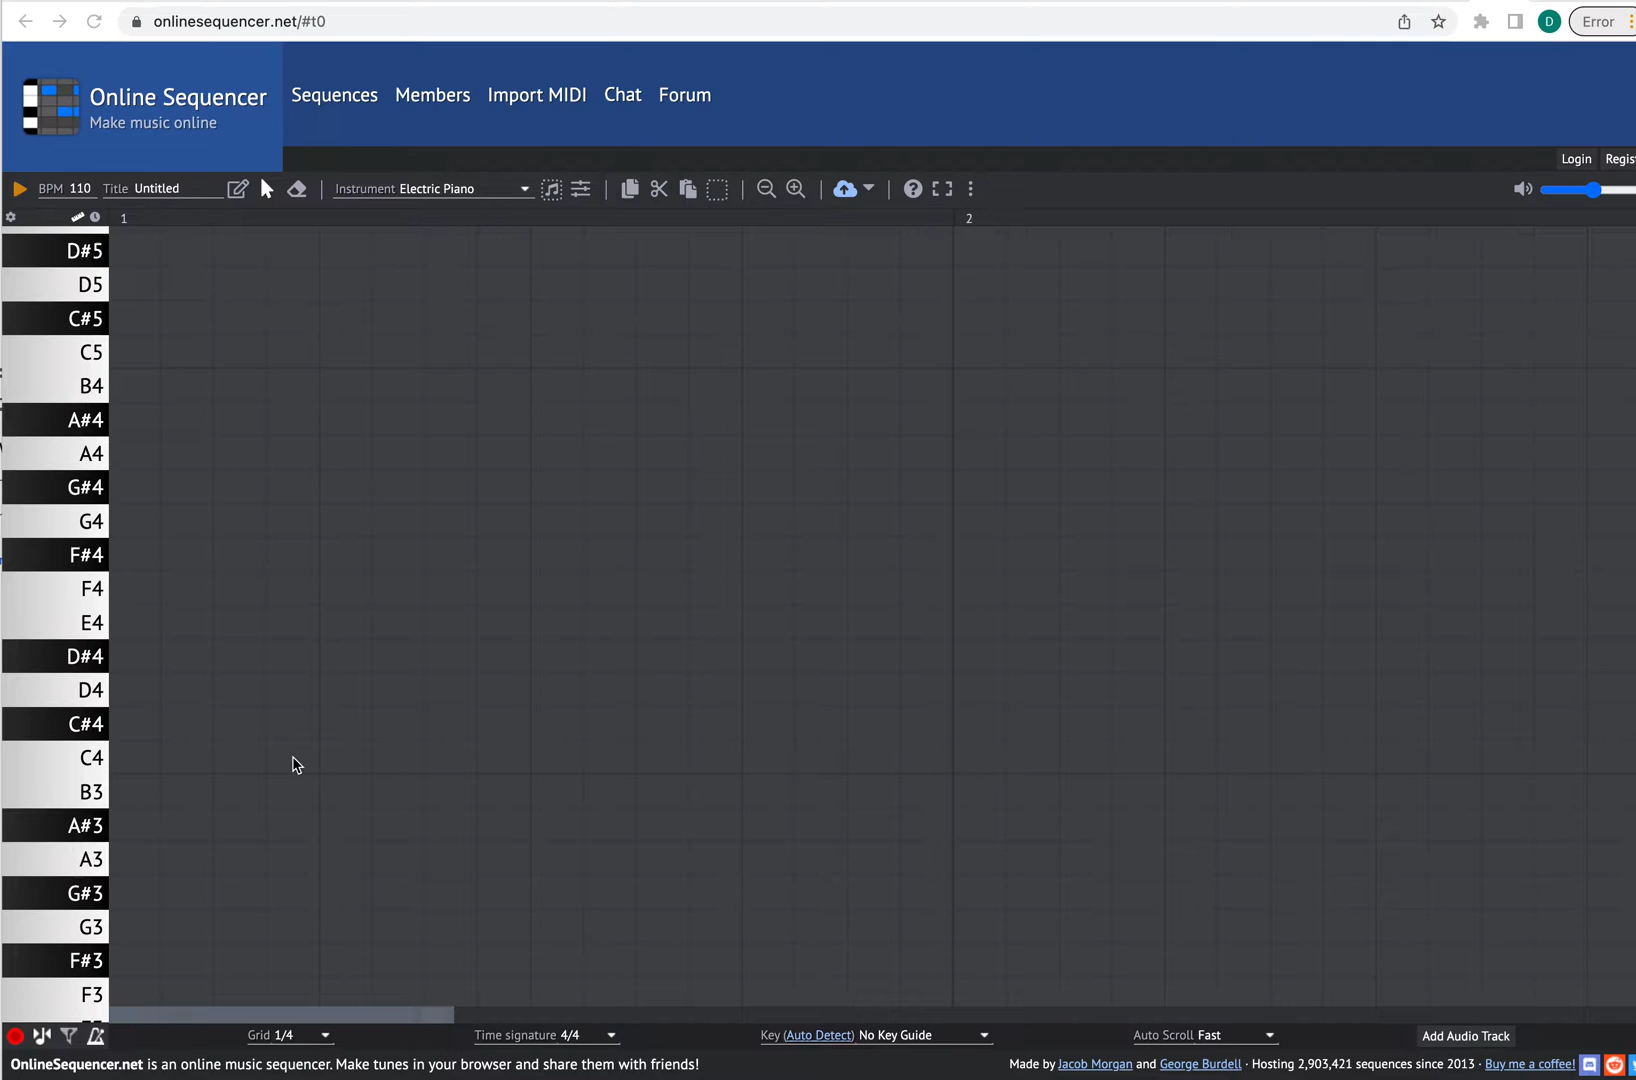 onlinesequencer.net/#t0
D
Error
Online Sequencer
Make music online
Sequences Members Import MIDI Chat Forum
Login
BPM 110 Title Untitled Instrument Electric Piano
1 2
D#5
D5
C#5
C5
B4
A#4
A4
G#4
G4
F#4
F4
E4
D#4
D4
C#4
C4
B3
A#3
A3
G#3
G3
F#3
F3
Grid 1/4 Time signature 4/4 Key (Auto Detect) No Key Guide Auto Scroll Fast Add Audio Track
OnlineSequencer.net is an online music sequencer. Make tunes in your browser and share them with friends! Made by Jacob Morgan and George Burdell · Hosting 2,903,421 sequences since 2013 · Buy me a coffee!